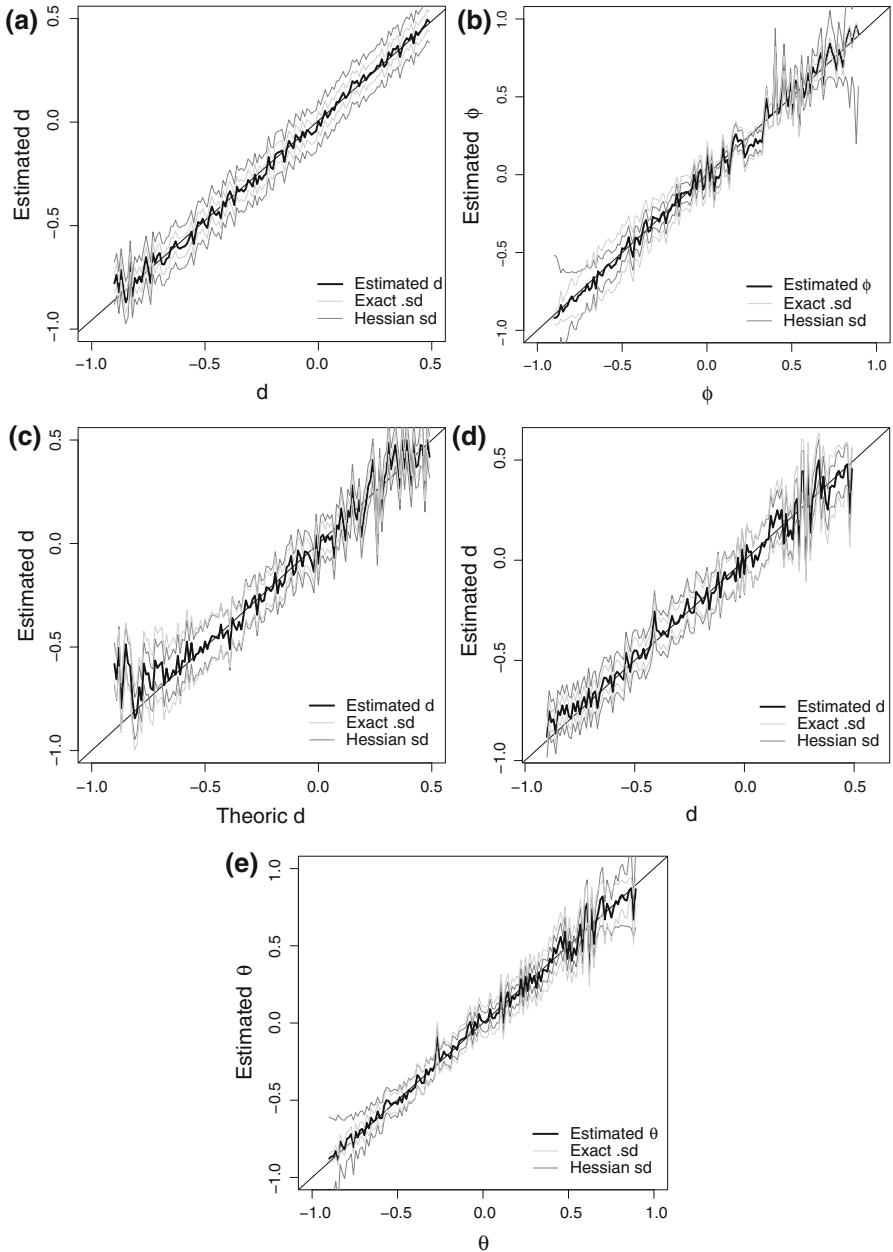 (a)
0.5
0.0
−0.5
−1.0
Estimated d
Estimated d
Exact .sd
Hessian sd
−1.0 −0.5 0.0 0.5
d
(b)
1.0
0.5
0.0
−0.5
−1.0
Estimated ϕ
Estimated ϕ
Exact .sd
Hessian sd
−1.0 −0.5 0.0 0.5 1.0
ϕ
(c)
0.5
0.0
−0.5
−1.0
Estimated d
Estimated d
Exact .sd
Hessian sd
−1.0 −0.5 0.0 0.5
Theoric d
(d)
0.5
0.0
−0.5
−1.0
Estimated d
Estimated d
Exact .sd
Hessian sd
−1.0 −0.5 0.0 0.5
d
(e)
1.0
0.5
0.0
−0.5
−1.0
Estimated θ
Estimated θ
Exact .sd
Hessian sd
−1.0 −0.5 0.0 0.5 1.0
θ